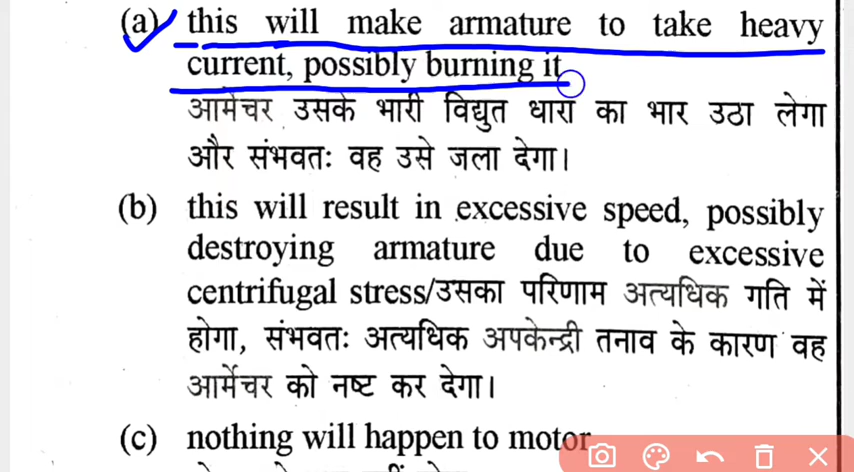 (a) this will make armature to take heavy
current, possibly burning it
आर्मेचर उसके भारी विद्युत धारा का भार उठा लेगा
और संभवतः वह उसे जला देगा।
(b) this will result in excessive speed, possibly
destroying armature due to excessive
centrifugal stress/उसका परिणाम अत्यधिक गति में
होगा, संभवतः अत्यधिक अपकेन्द्री तनाव के कारण वह
आर्मेचर को नष्ट कर देगा।
(c) nothing will happen to motor